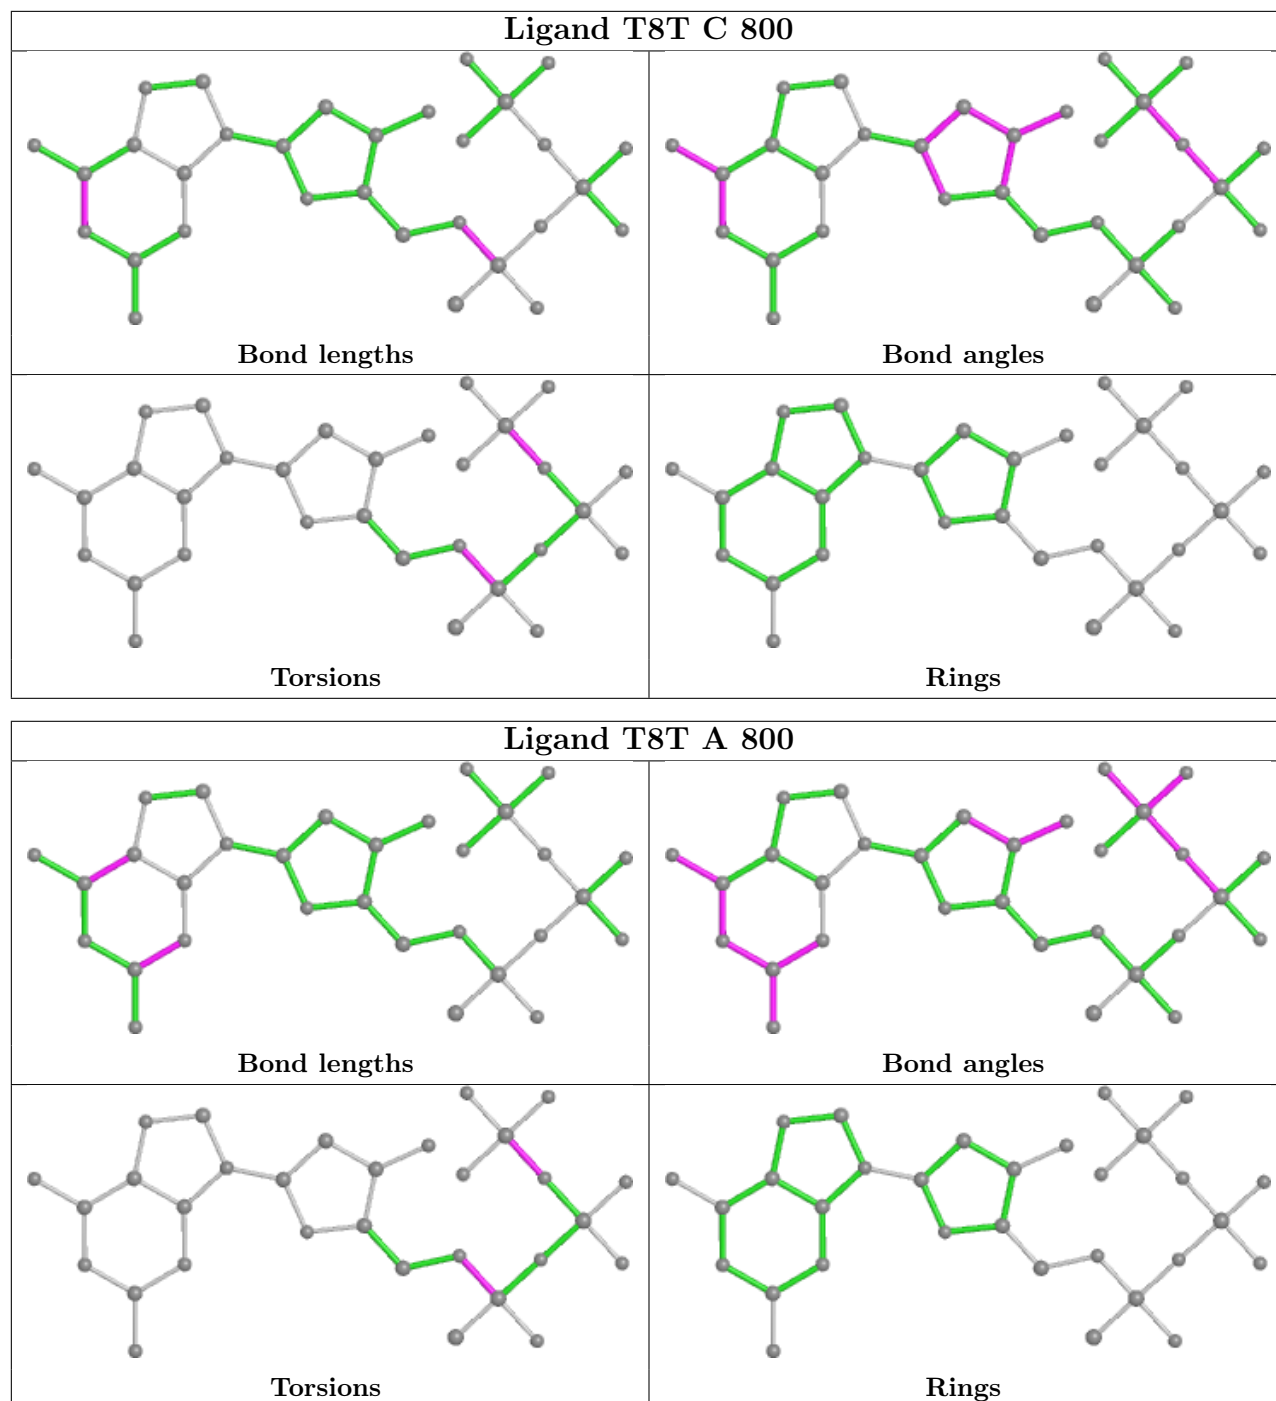 Ligand T8T C 800
Bond lengths
Bond angles
Torsions
Rings
Ligand T8T A 800
Bond lengths
Bond angles
Torsions
Rings